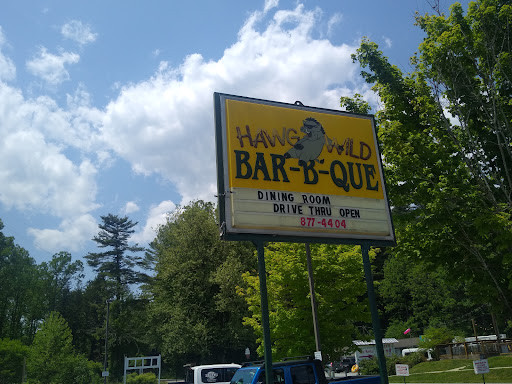 HAWG WILD
BAR-B-QUE
DINING ROOM
DRIVE THRU OPEN
877-4404